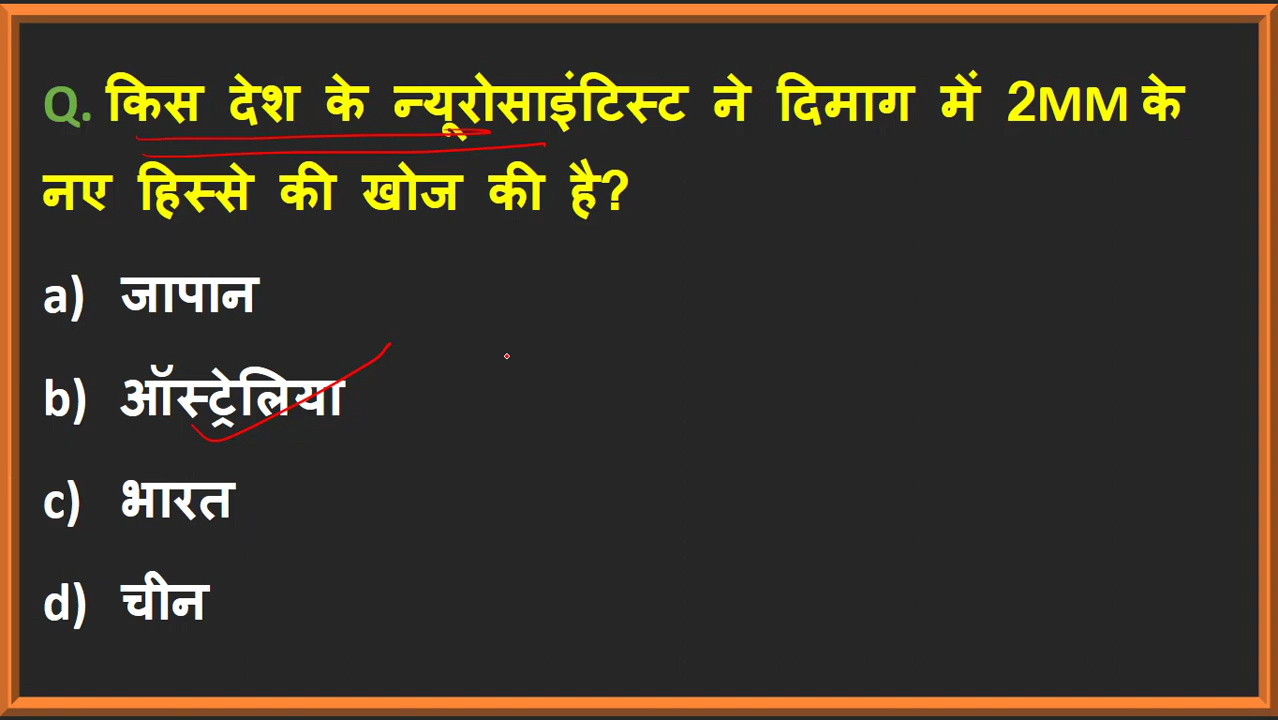 Q. किस देश के न्यूरोसाइंटिस्ट ने दिमाग में 2MM के
नए हिस्से की खोज की है?
a) जापान
b) ऑस्ट्रेलिया
c) भारत
d) चीन